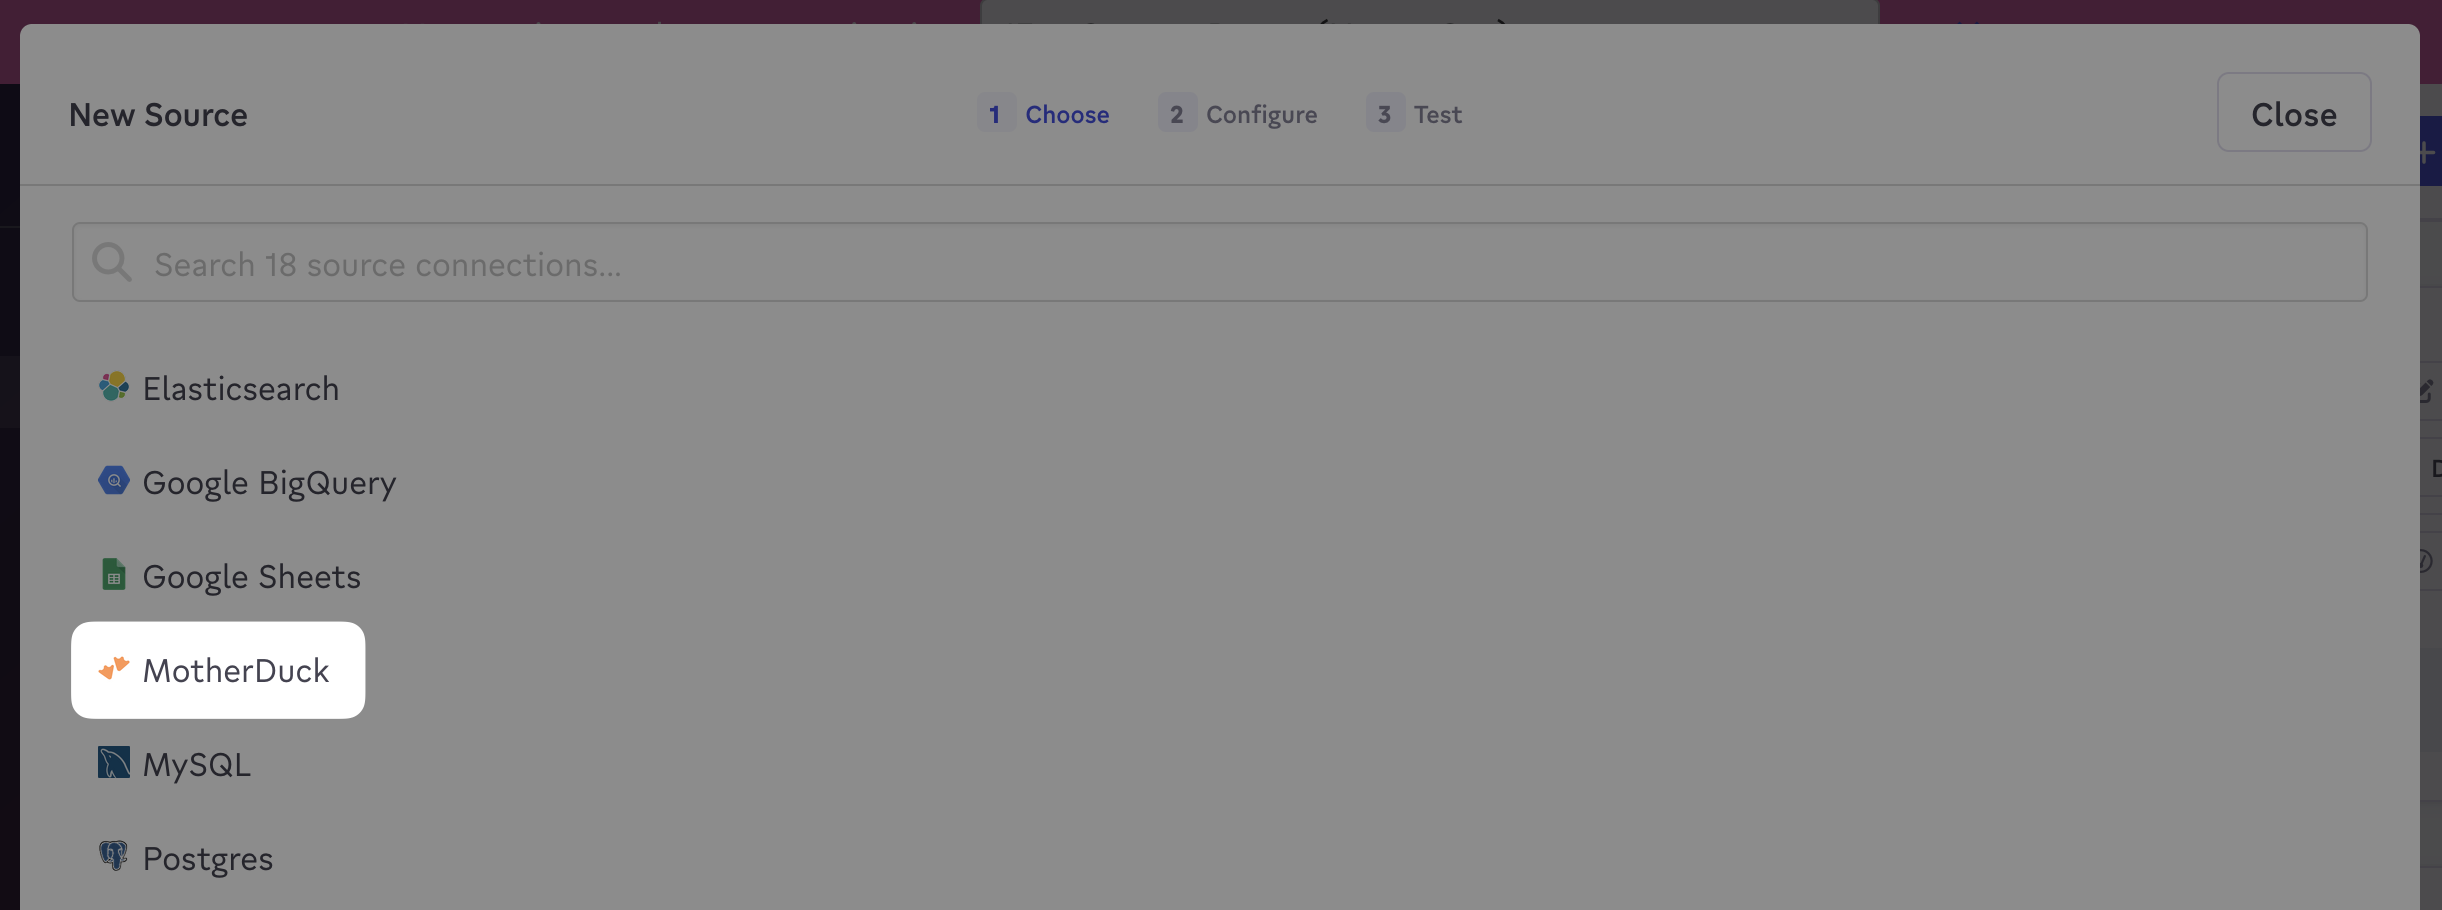 New Source
1 Choose 2 Configure 3 Test
Close
Search 18 source connections...
Elasticsearch
Google BigQuery
Google Sheets
MotherDuck
MySQL
Postgres